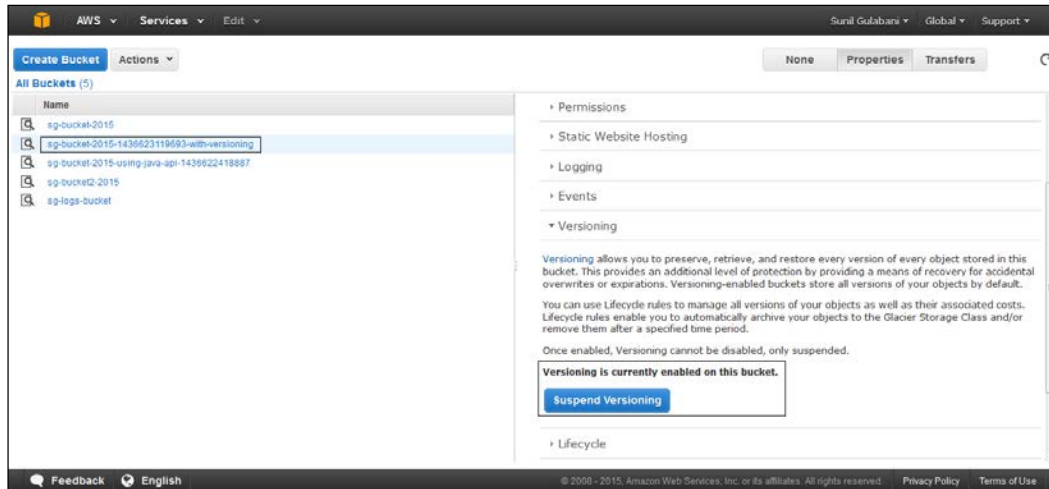 AWS Services Edit Sunil Gulabani Global Support
Create Bucket Actions None Properties Transfers
All Buckets (5)
Name
sg-bucket-2015
sg-bucket-2015-1436623119693-with-versioning
sg-bucket-2015-using-java-api-1436622418887
sg-bucket2-2015
sg-logs-bucket
Permissions
Static Website Hosting
Logging
Events
Versioning
Versioning allows you to preserve, retrieve, and restore every version of every object stored in this
bucket. This provides an additional level of protection by providing a means of recovery for accidental
overwrites or expirations. Versioning-enabled buckets store all versions of your objects by default.
You can use Lifecycle rules to manage all versions of your objects as well as their associated costs.
Lifecycle rules enable you to automatically archive your objects to the Glacier Storage Class and/or
remove them after a specified time period.
Once enabled, Versioning cannot be disabled, only suspended.
Versioning is currently enabled on this bucket.
Suspend Versioning
Lifecycle
Feedback English © 2008 - 2015, Amazon Web Services, Inc. or its affiliates. All rights reserved. Privacy Policy Terms of Use